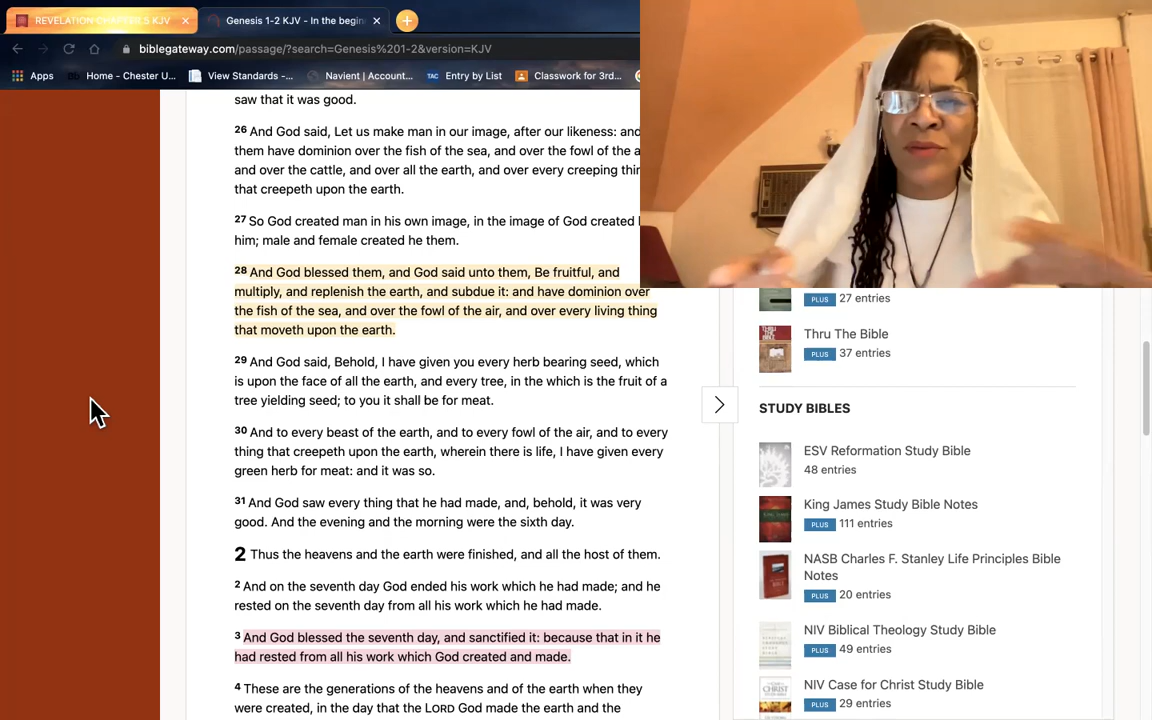 REVELATION CHAPTER 5 KJV
Genesis 1-2 KJV - In the begin
biblegateway.com/passage/?search=Genesis%201-2&version=KJV
Apps
Home - Chester U...
View Standards -...
Navient | Account...
TAC Entry by List
Classwork for 3rd...
saw that it was good.
26 And God said, Let us make man in our image, after our likeness: and
them have dominion over the fish of the sea, and over the fowl of the a
and over the cattle, and over all the earth, and over every creeping thin
that creepeth upon the earth.
27 So God created man in his own image, in the image of God created
him; male and female created he them.
28 And God blessed them, and God said unto them, Be fruitful, and
multiply, and replenish the earth, and subdue it: and have dominion over
the fish of the sea, and over the fowl of the air, and over every living thing
that moveth upon the earth.
29 And God said, Behold, I have given you every herb bearing seed, which
is upon the face of all the earth, and every tree, in the which is the fruit of a
tree yielding seed; to you it shall be for meat.
30 And to every beast of the earth, and to every fowl of the air, and to every
thing that creepeth upon the earth, wherein there is life, I have given every
green herb for meat: and it was so.
31 And God saw every thing that he had made, and, behold, it was very
good. And the evening and the morning were the sixth day.
2 Thus the heavens and the earth were finished, and all the host of them.
2 And on the seventh day God ended his work which he had made; and he
rested on the seventh day from all his work which he had made.
3 And God blessed the seventh day, and sanctified it: because that in it he
had rested from all his work which God created and made.
4 These are the generations of the heavens and of the earth when they
were created, in the day that the LORD God made the earth and the
PLUS 27 entries
Thru The Bible
PLUS 37 entries
STUDY BIBLES
ESV Reformation Study Bible
48 entries
King James Study Bible Notes
PLUS 111 entries
NASB Charles F. Stanley Life Principles Bible
Notes
PLUS 20 entries
NIV Biblical Theology Study Bible
PLUS 49 entries
NIV Case for Christ Study Bible
PLUS 29 entries